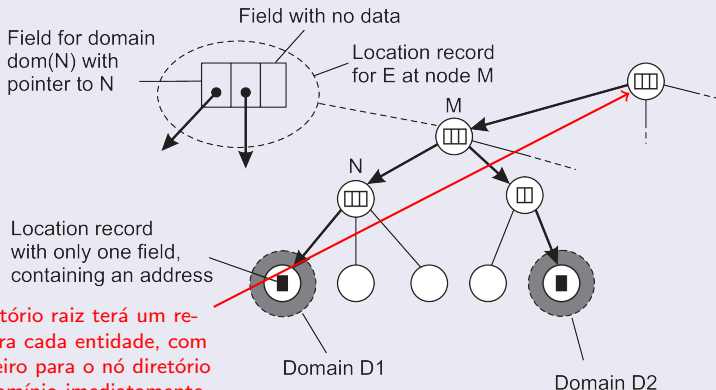 Field with no data
Field for domain
dom(N) with
pointer to N
Location record
for E at node M
M
N
Location record
with only one field,
containing an address
tório raiz terá um re-
ra cada entidade, com
eiro para o nó diretório
omínio imediatamente
Domain D1
Domain D2